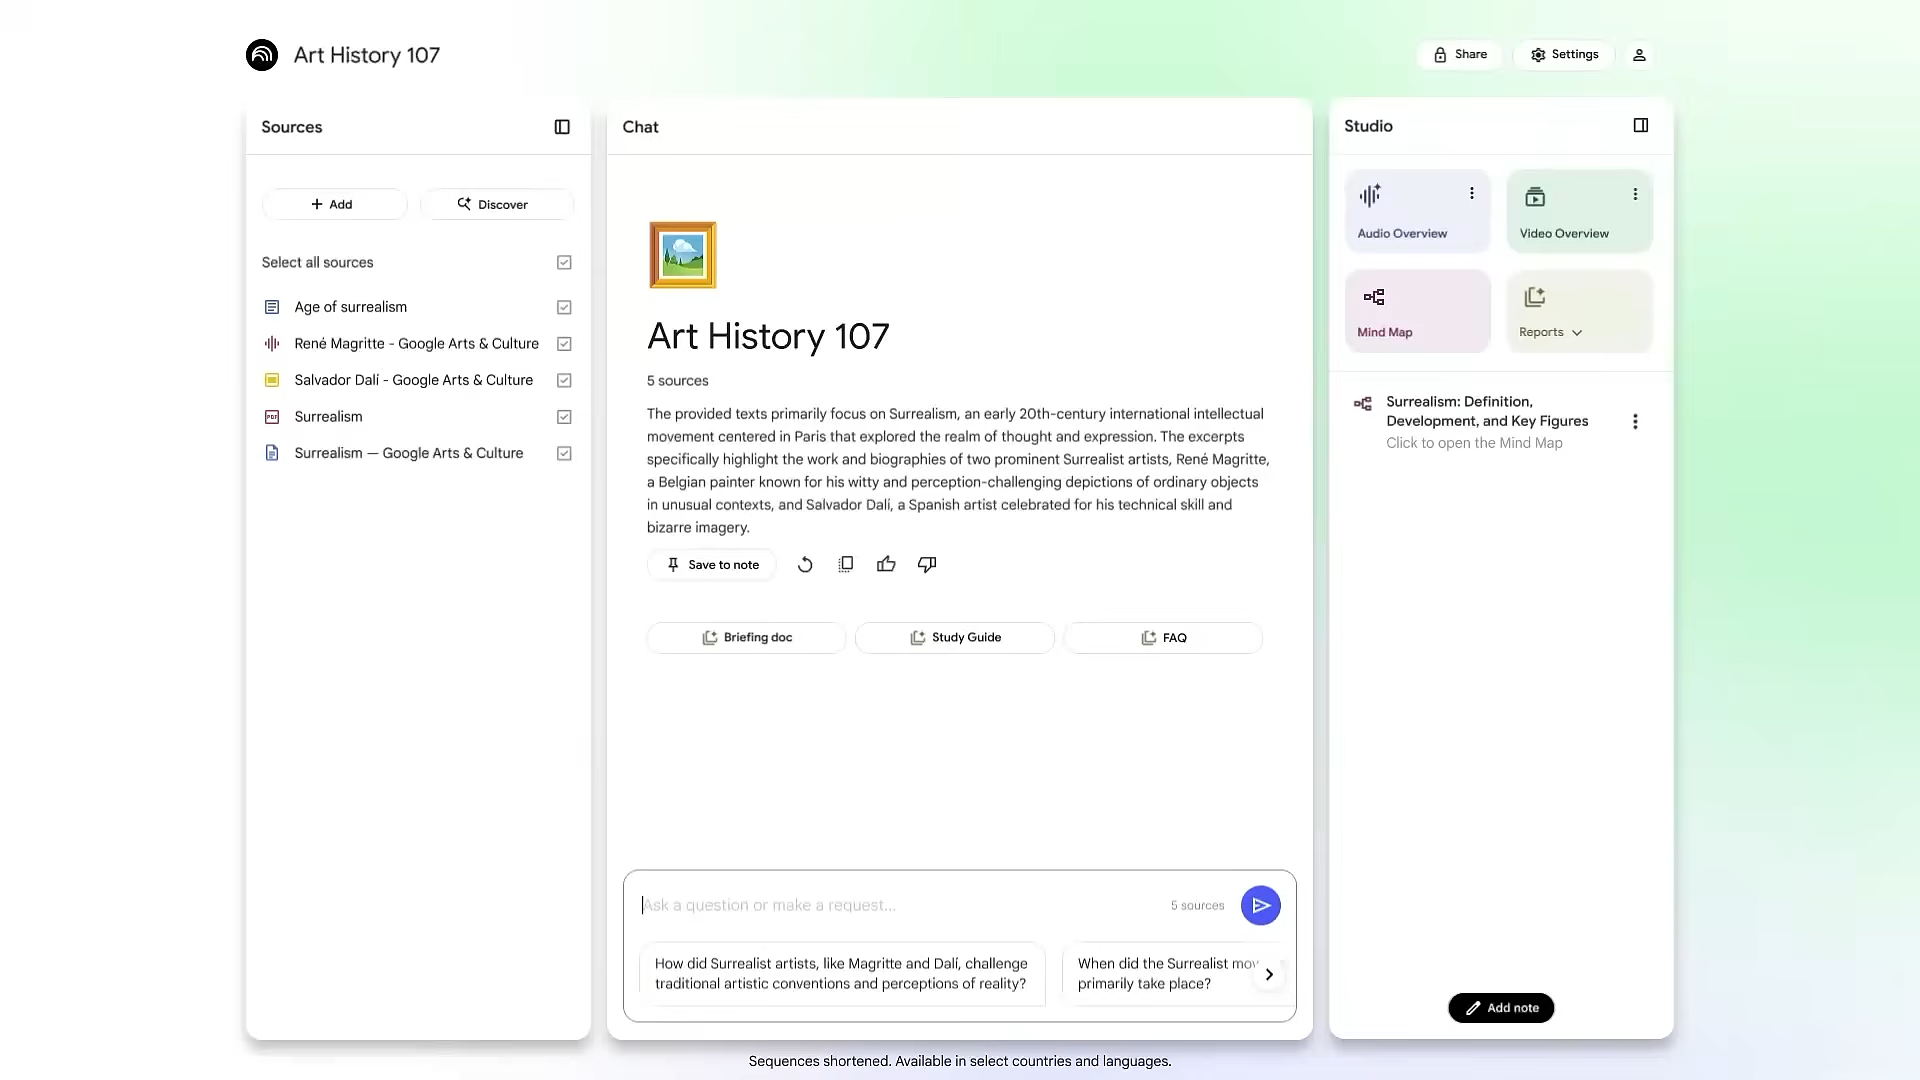 Art History 107
Share
Settings
Sources
Add
Discover
Select all sources
Age of surrealism
René Magritte - Google Arts & Culture
Salvador Dalí - Google Arts & Culture
PDF
Surrealism
Surrealism — Google Arts & Culture
Chat
Art History 107
5 sources
The provided texts primarily focus on Surrealism, an early 20th-century international intellectual
movement centered in Paris that explored the realm of thought and expression. The excerpts
specifically highlight the work and biographies of two prominent Surrealist artists, René Magritte,
a Belgian painter known for his witty and perception-challenging depictions of ordinary objects
in unusual contexts, and Salvador Dalí, a Spanish artist celebrated for his technical skill and
bizarre imagery.
Save to note
Briefing doc
Study Guide
FAQ
Ask a question or make a request...
5 sources
How did Surrealist artists, like Magritte and Dalí, challenge
traditional artistic conventions and perceptions of reality?
When did the Surrealist mov
primarily take place?
Studio
Audio Overview
Video Overview
Mind Map
Reports
Surrealism: Definition,
Development, and Key Figures
Click to open the Mind Map
Add note
Sequences shortened. Available in select countries and languages.